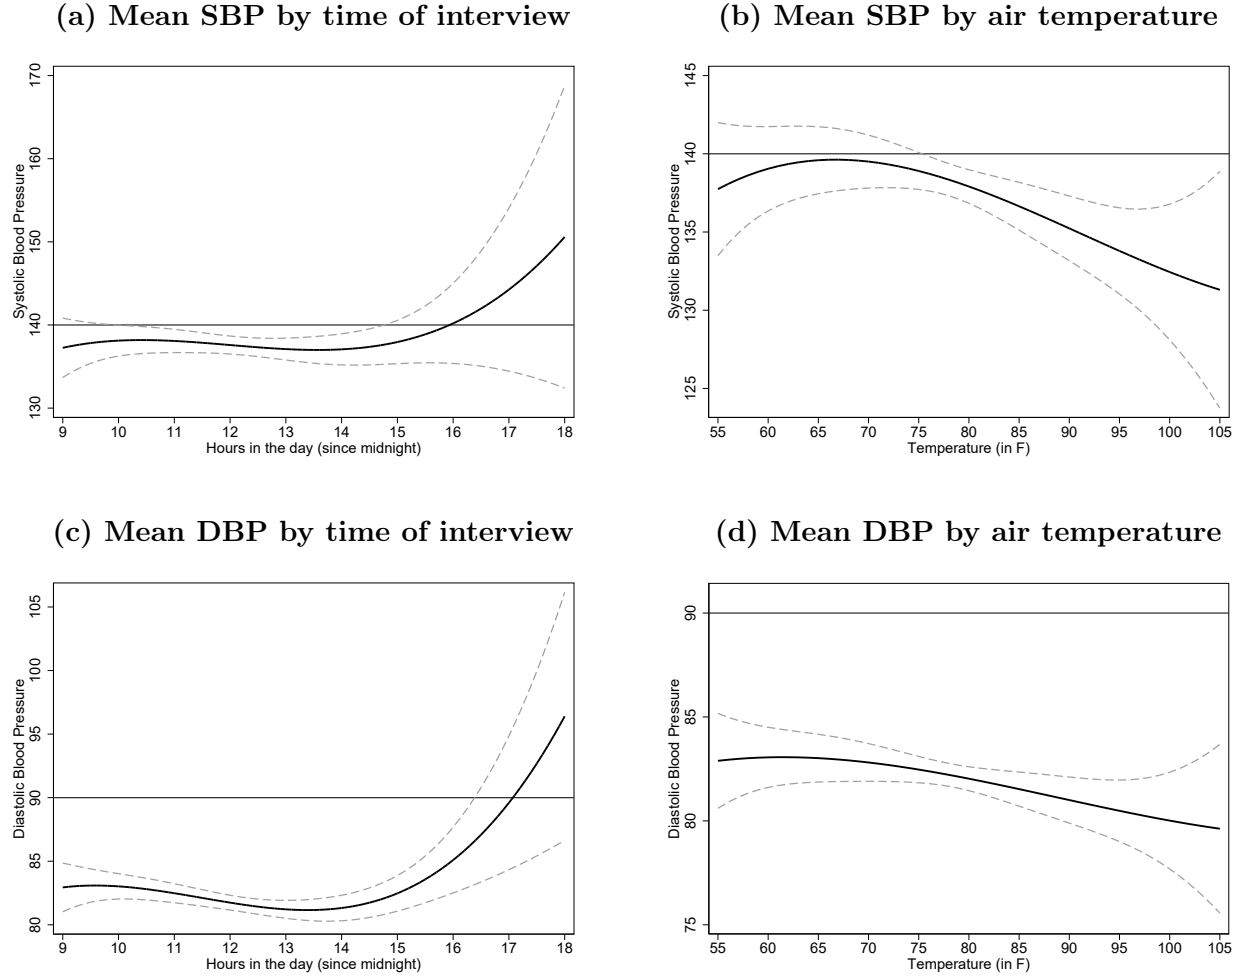 (a) Mean SBP by time of interview
Systolic Blood Pressure
170
160
150
140
130
9 10 11 12 13 14 15 16 17 18
Hours in the day (since midnight)
(b) Mean SBP by air temperature
Systolic Blood Pressure
145
140
135
130
125
55 60 65 70 75 80 85 90 95 100 105
Temperature (in F)
(c) Mean DBP by time of interview
Diastolic Blood Pressure
105
100
95
90
85
80
9 10 11 12 13 14 15 16 17 18
Hours in the day (since midnight)
(d) Mean DBP by air temperature
Diastolic Blood Pressure
90
85
80
75
55 60 65 70 75 80 85 90 95 100 105
Temperature (in F)